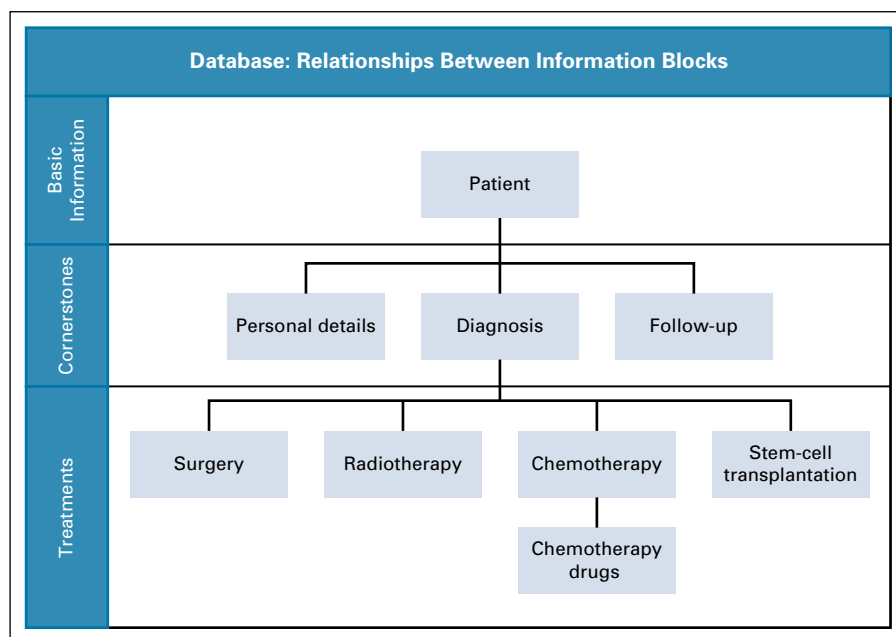 Database: Relationships Between Information Blocks
Basic
Information
Patient
Cornerstones
Personal details
Diagnosis
Follow-up
Treatments
Surgery
Radiotherapy
Chemotherapy
Stem-cell
transplantation
Chemotherapy
drugs